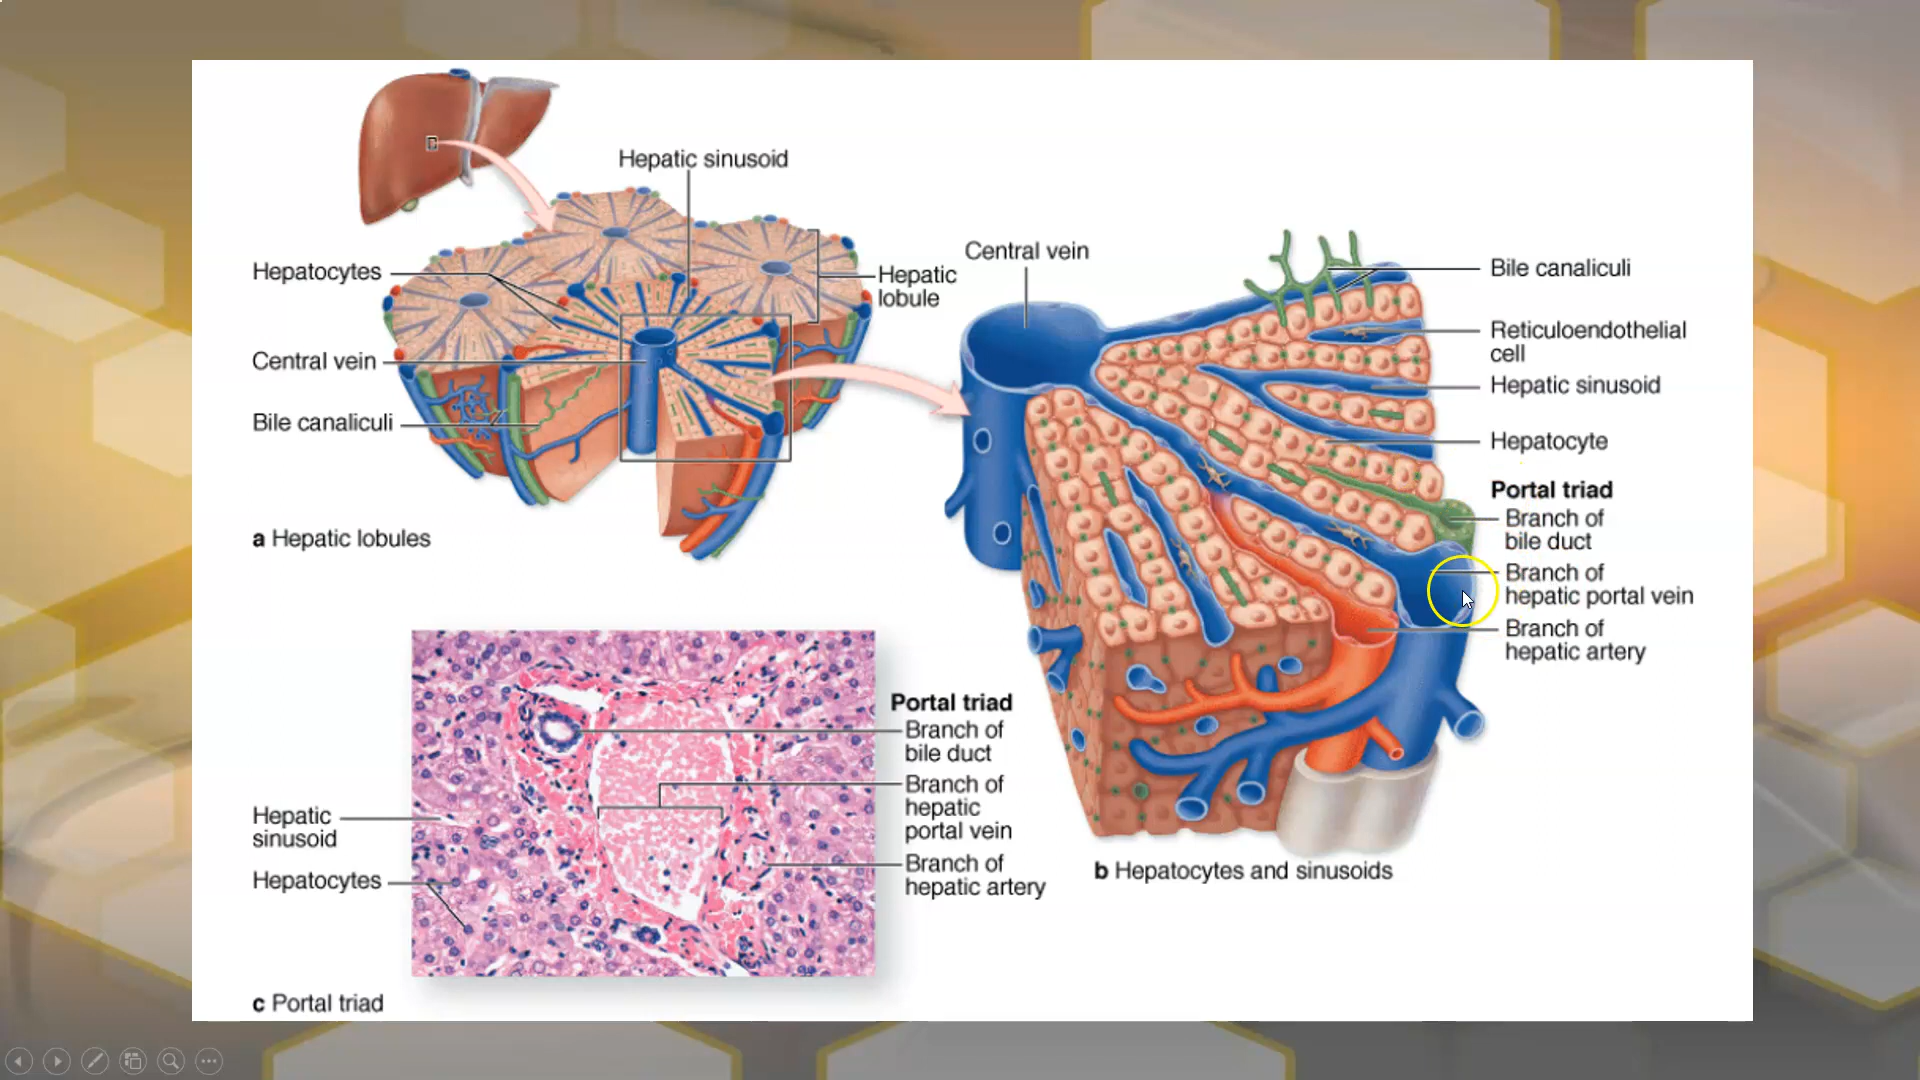 Hepatic sinusoid
Hepatocytes
Hepatic
lobule
Central vein
Bile canaliculi
a Hepatic lobules
Central vein
Bile canaliculi
Reticuloendothelial
cell
Hepatic sinusoid
Hepatocyte
Portal triad
Branch of
bile duct
Branch of
hepatic portal vein
Branch of
hepatic artery
b Hepatocytes and sinusoids
Portal triad
Branch of
bile duct
Branch of
hepatic
portal vein
Branch of
hepatic artery
Hepatic
sinusoid
Hepatocytes
c Portal triad